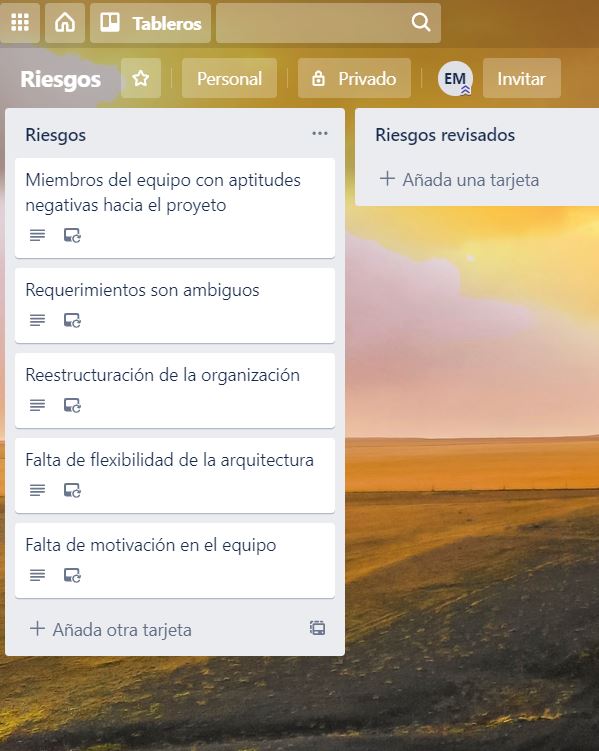 Tableros
Riesgos
Personal
Privado
EM
Invitar
Riesgos
Miembros del equipo con aptitudes
negativas hacia el proyeto
Requerimientos son ambiguos
Reestructuración de la organización
Falta de flexibilidad de la arquitectura
Falta de motivación en el equipo
+ Añada otra tarjeta
Riesgos revisados
+ Añada una tarjeta